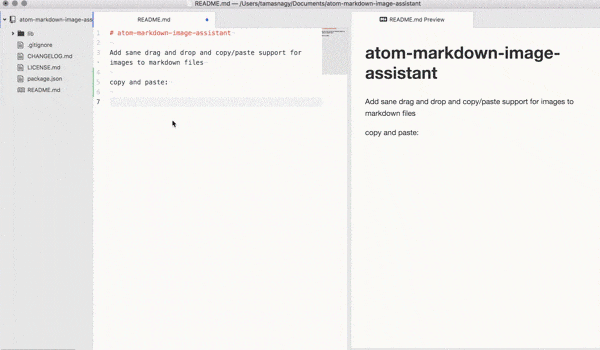 README.md — /Users/tamasnagy/Documents/atom-markdown-image-assistant
atom-markdown-image-ass
lib
.gitignore
CHANGELOG.md
LICENSE.md
package.json
README.md
README.md
1 # atom-markdown-image-assistant
2
3 Add sane drag and drop and copy/paste support for
images to markdown files
4
5 copy and paste:
6
7
README.md Preview
atom-markdown-image-
assistant
Add sane drag and drop and copy/paste support for images to
markdown files
copy and paste: